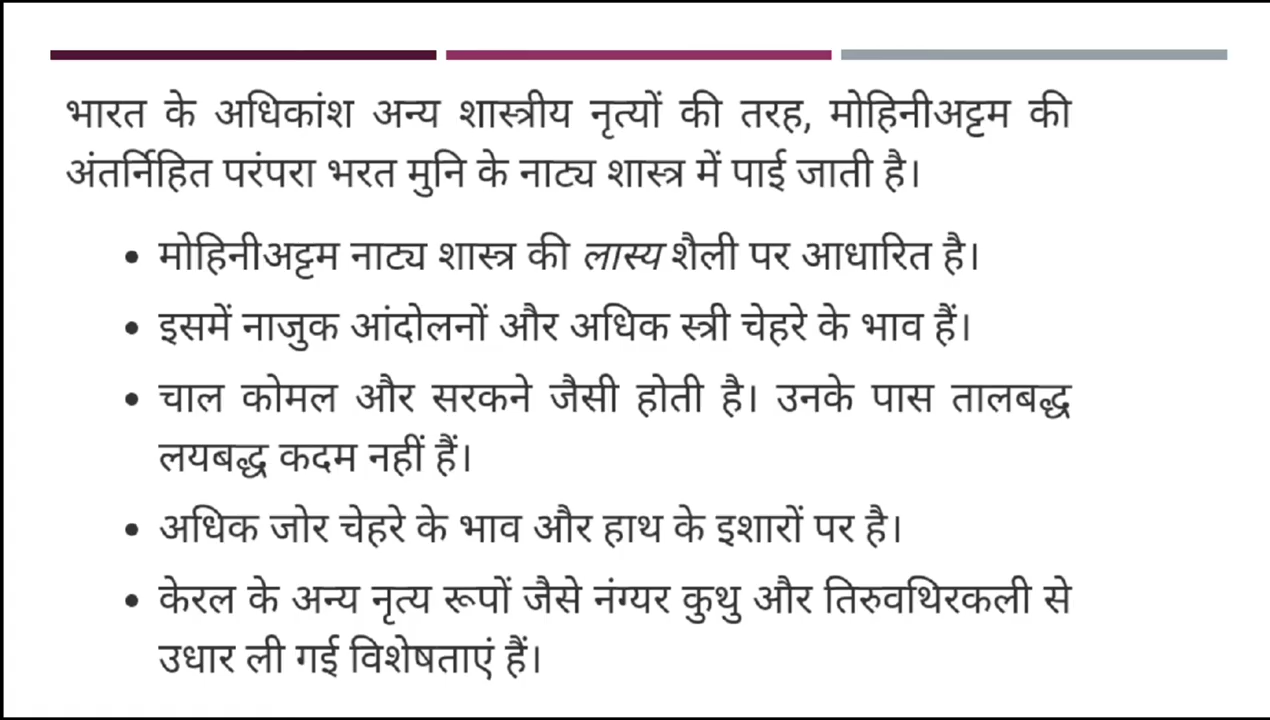 भारत के अधिकांश अन्य शास्त्रीय नृत्यों की तरह, मोहिनीअट्टम की
अंतर्निहित परंपरा भरत मुनि के नाट्य शास्त्र में पाई जाती है।
• मोहिनीअट्टम नाट्य शास्त्र की लास्य शैली पर आधारित है।
• इसमें नाजुक आंदोलनों और अधिक स्त्री चेहरे के भाव हैं।
• चाल कोमल और सरकने जैसी होती है। उनके पास तालबद्ध
लयबद्ध कदम नहीं हैं।
• अधिक जोर चेहरे के भाव और हाथ के इशारों पर है।
• केरल के अन्य नृत्य रूपों जैसे नंग्यर कुथु और तिरुवथिरकली से
उधार ली गई विशेषताएं हैं।